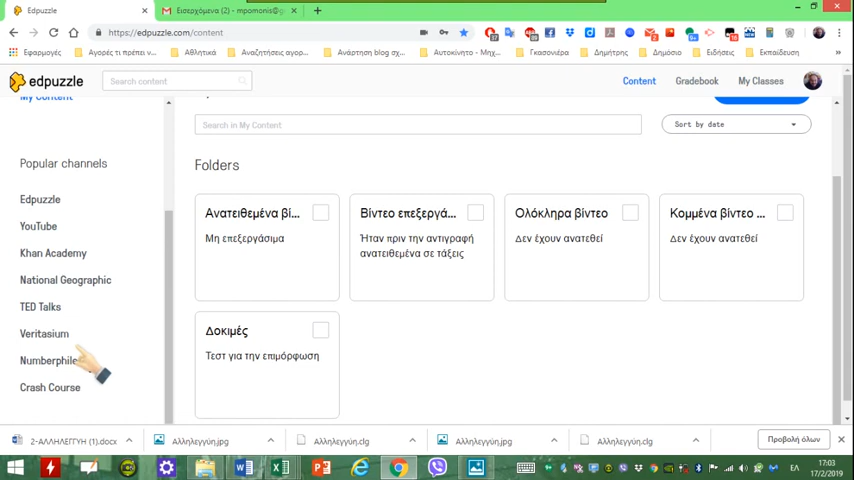 Edpuzzle
Εισερχόμενα (2) - mpomonis@g
https://edpuzzle.com/content
Εφαρμογές
Αγορές τι πρέπει ν...
Αθλητικά
Αναζητήσεις αγορ...
Ανάρτηση blog σχ...
Αυτοκίνητο - Μηχ...
Γκασονιέρα
Δημήτρης
Δημόσιο
Ειδήσεις
Εκπαίδευση
edpuzzle
Search content
Content
Gradebook
My Classes
My Content
Search in My Content
Sort by date
Popular channels
Edpuzzle
YouTube
Khan Academy
National Geographic
TED Talks
Veritasium
Numberphile
Crash Course
Folders
Ανατειθεμένα βί...
Μη επεξεργάσιμα
Βίντεο επεξεργά...
Ήταν πριν την αντιγραφή
ανατειθεμένα σε τάξεις
Ολόκληρα βίντεο
Δεν έχουν ανατεθεί
Κομμένα βίντεο ...
Δεν έχουν ανατεθεί
Δοκιμές
Τεστ για την επιμόρφωση
2-ΑΛΛΗΛΕΓΓΥΗ (1).docx
Αλληλεγγύη.jpg
Αλληλεγγύη.clg
Αλληλεγγύη.jpg
Αλληλεγγύη.clg
Προβολή όλων
ΕΛ
17:03
17/2/2019